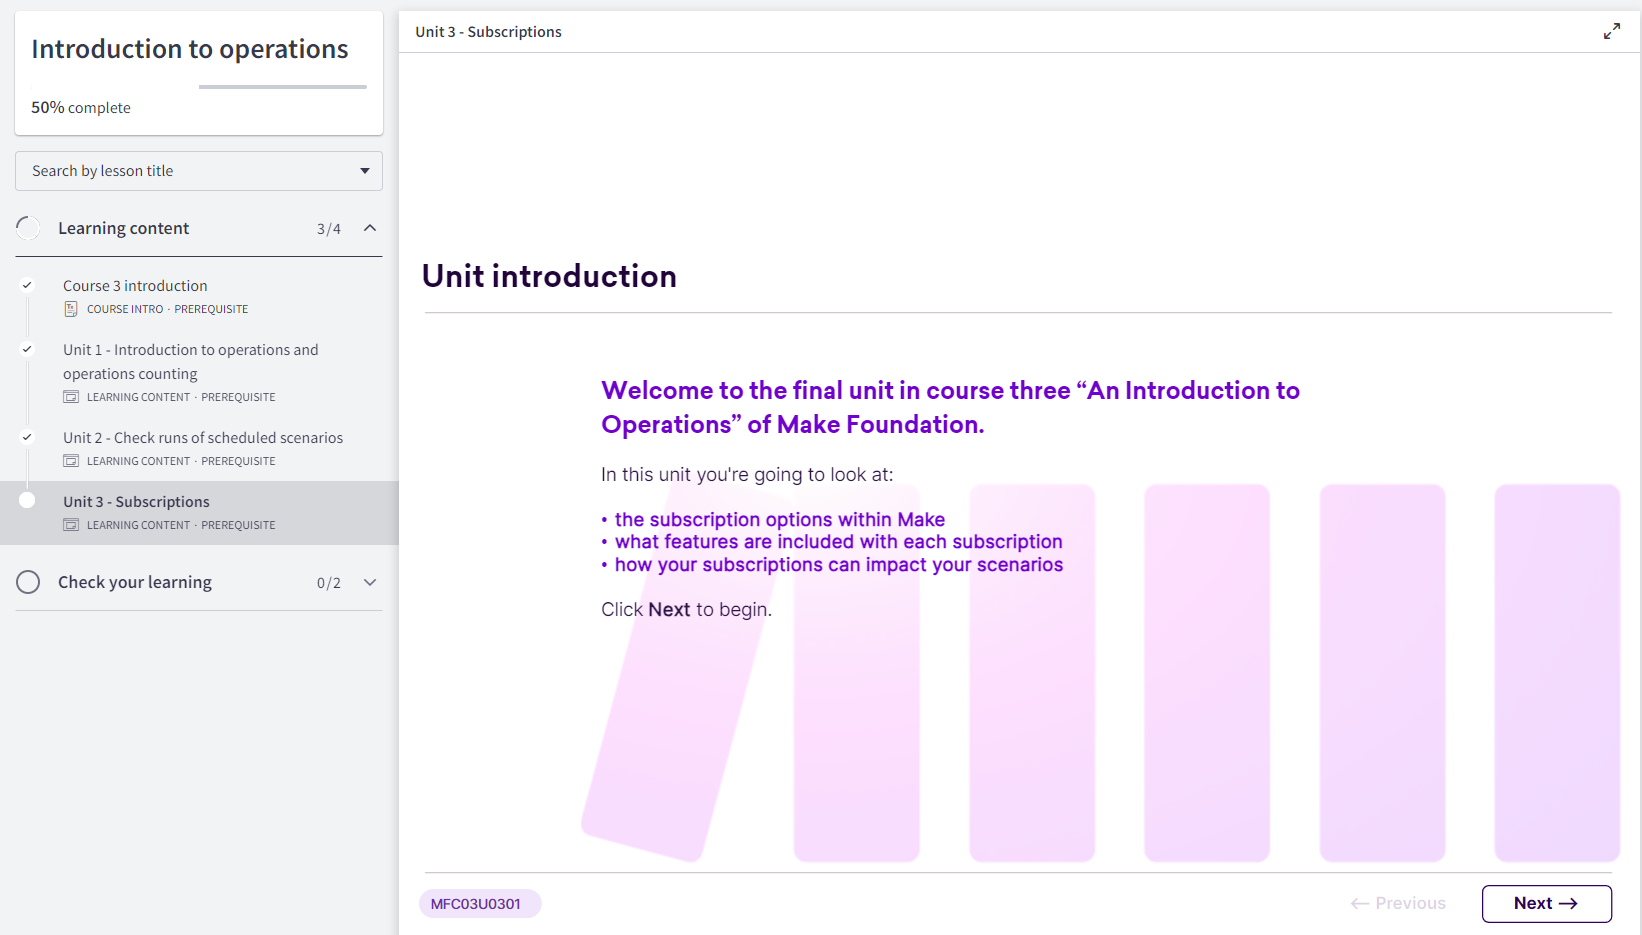 Introduction to operations
50% complete
Search by lesson title
Learning content 3/4
Course 3 introduction
COURSE INTRO · PREREQUISITE
Unit 1 - Introduction to operations and
operations counting
LEARNING CONTENT · PREREQUISITE
Unit 2 - Check runs of scheduled scenarios
LEARNING CONTENT · PREREQUISITE
Unit 3 - Subscriptions
LEARNING CONTENT · PREREQUISITE
Check your learning 0/2
Unit 3 - Subscriptions
Unit introduction
Welcome to the final unit in course three “An Introduction to
Operations” of Make Foundation.
In this unit you're going to look at:
• the subscription options within Make
• what features are included with each subscription
• how your subscriptions can impact your scenarios
Click Next to begin.
MFC03U0301
← Previous
Next →